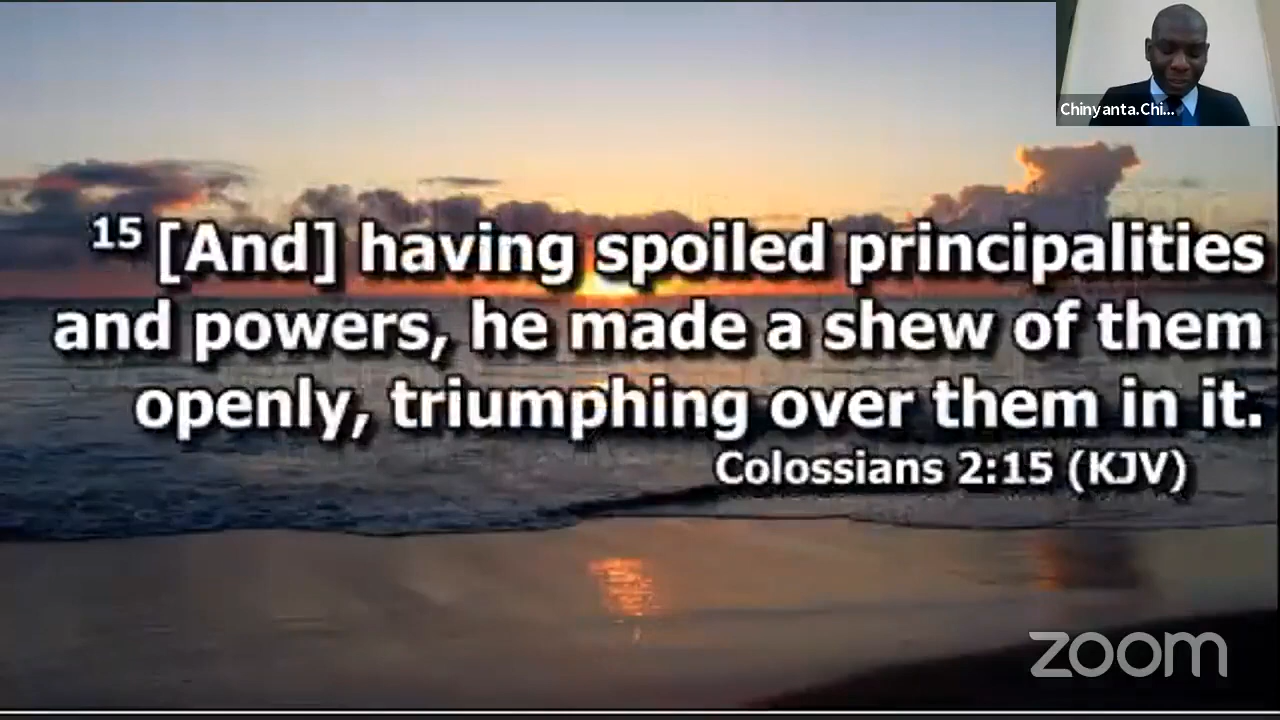 Chinyanta.Chi...
15 [And] having spoiled principalities
and powers, he made a shew of them
openly, triumphing over them in it.
Colossians 2:15 (KJV)
zoom